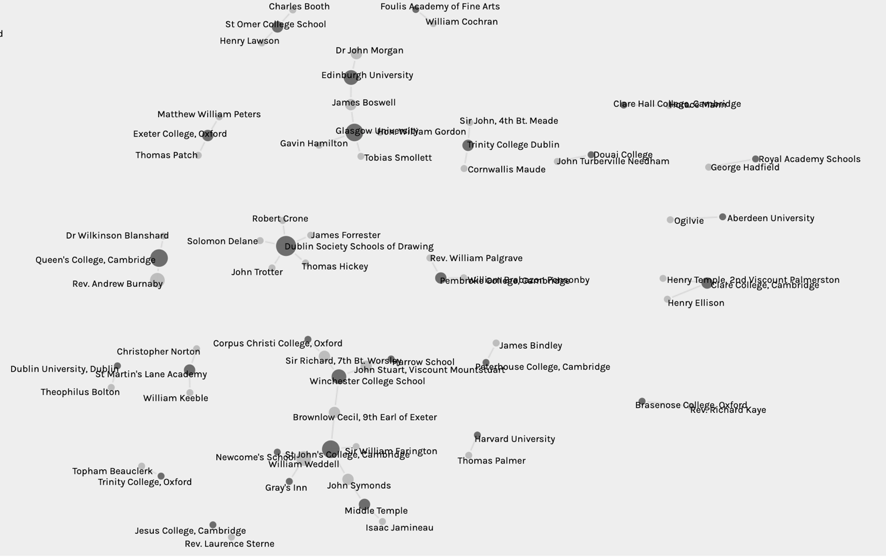 Charles Booth
Foulis Academy of Fine Arts
St Omer College School
William Cochran
d
Henry Lawson
Dr John Morgan
Edinburgh University
James Boswell
Clare Hall College, Cambridge
Matthew William Peters
Sir John, 4th Bt. Meade
Exeter College, Oxford
Glasgow University
William Gordon
Gavin Hamilton
Trinity College Dublin
Thomas Patch
Tobias Smollett
Douai College
John Turberville Needham
Royal Academy Schools
Cornwallis Maude
George Hadfield
Robert Crone
Ogilvie
Aberdeen University
Dr Wilkinson Blanshard
Solomon Delane
James Forrester
Dublin Society Schools of Drawing
Queen's College, Cambridge
Rev. William Palgrave
John Trotter
Thomas Hickey
Rev. Andrew Burnaby
Pembroke College, Cambridge
Henry Temple, 2nd Viscount Palmerston
Clare College, Cambridge
Henry Ellison
Corpus Christi College, Oxford
James Bindley
Christopher Norton
Sir Richard, 7th Bt. Worsley
Harrow School
Dublin University, Dublin
St Martin's Lane Academy
John Stuart, Viscount Mountstuart
Peterhouse College, Cambridge
Winchester College School
Theophilus Bolton
William Keeble
Brasenose College, Oxford
Rev. Richard Kaye
Brownlow Cecil, 9th Earl of Exeter
Harvard University
Sir William Farington
Newcome's School
St John's College, Cambridge
William Weddell
Thomas Palmer
Topham Beauclerk
Trinity College, Oxford
Gray's Inn
John Symonds
Middle Temple
Jesus College, Cambridge
Isaac Jamineau
Rev. Laurence Sterne